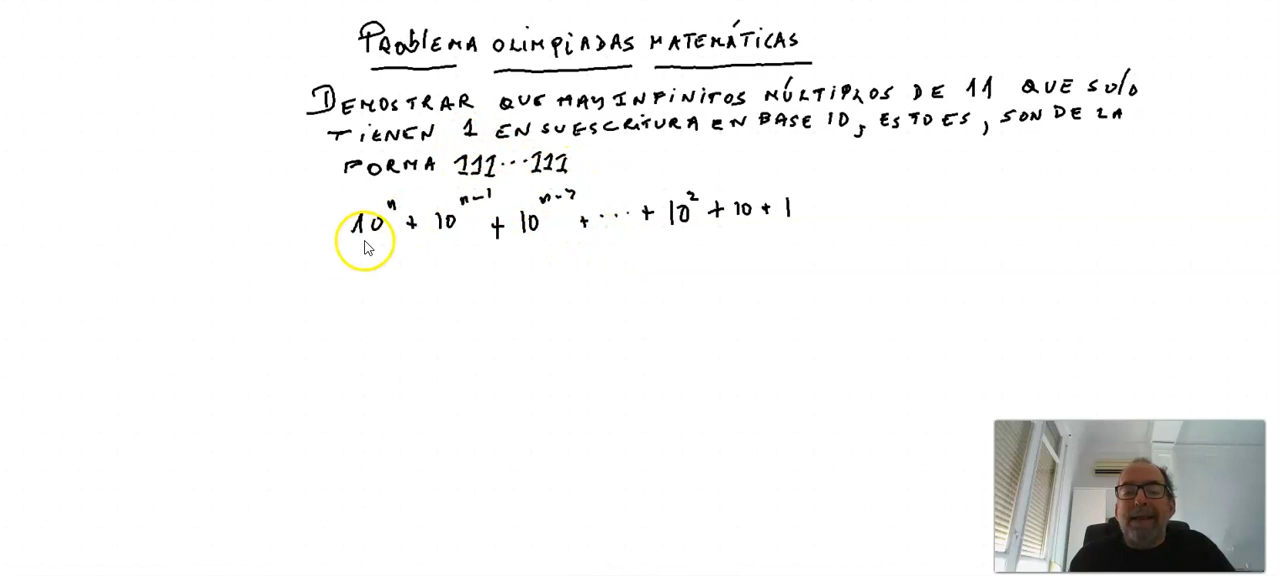 PROBLEMA OLIMPIADAS MATEMÁTICAS
DEMOSTRAR QUE HAY INFINITOS MÚLTIPLOS DE 11 QUE SOLO
TIENEN 1 EN SU ESCRITURA EN BASE 10, ESTO ES, SON DE LA
FORMA 111...111
10^n + 10^{n-1} + 10^{n-2} + ... + 10^2 + 10 + 1